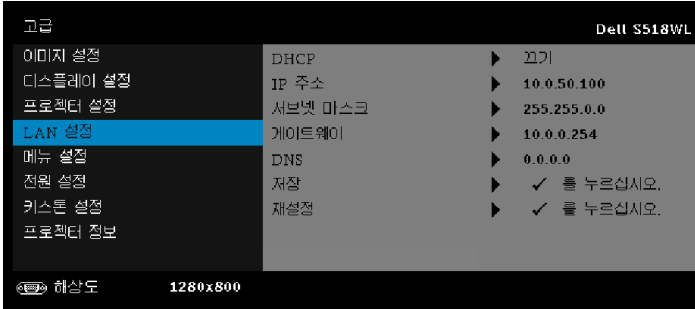 고급
Dell S518WL
이미지 설정
디스플레이 설정
프로젝터 설정
LAN 설정
메뉴 설정
전원 설정
키스톤 설정
프로젝터 정보
DHCP 끄기
IP 주소 10.0.50.100
서브넷 마스크 255.255.0.0
게이트웨이 10.0.0.254
DNS 0.0.0.0
저장 ✓ 를 누르십시오.
재설정 ✓ 를 누르십시오.
해상도 1280x800